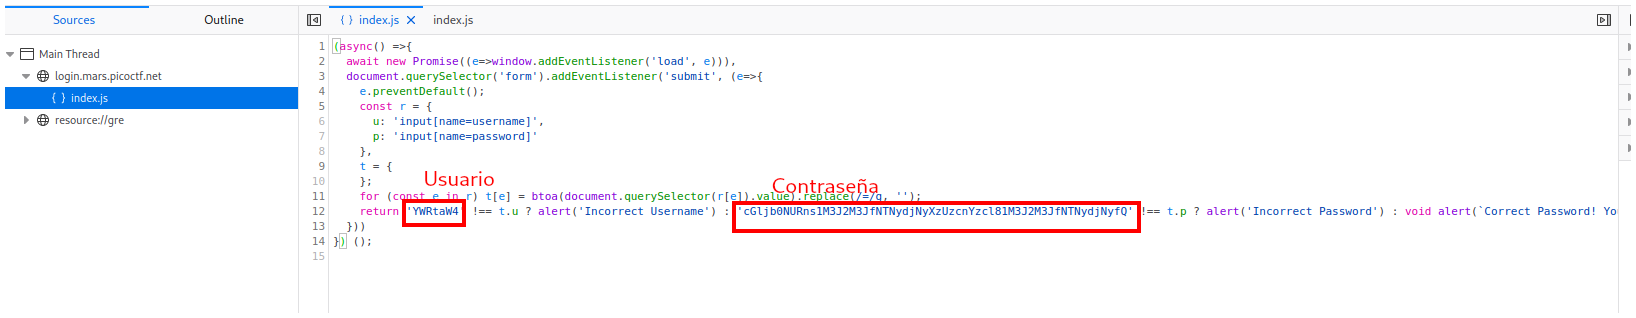 Sources Outline index.js × index.js
Main Thread
login.mars.picoctf.net
{ } index.js
resource://gre
1 (async() =>{
2 await new Promise((e=>window.addEventListener('load', e))),
3 document.querySelector('form').addEventListener('submit', (e=>{
4 e.preventDefault();
5 const r = {
6 u: 'input[name=username]',
7 p: 'input[name=password]'
8 },
9 t = {
10 };
Usuario Contraseña
11 for (const e in r) t[e] = btoa(document.querySelector(r[e]).value).replace(/=/g, '');
12 return 'YWRtaW4' !== t.u ? alert('Incorrect Username') : 'cGljb0NURns1M3J2M3JfNTNydjNyXzUzcnYzcl81M3J2M3JfNTNydjNyfQ' !== t.p ? alert('Incorrect Password') : void alert(`Correct Password! Yo
13 }))
14 }) ();
15